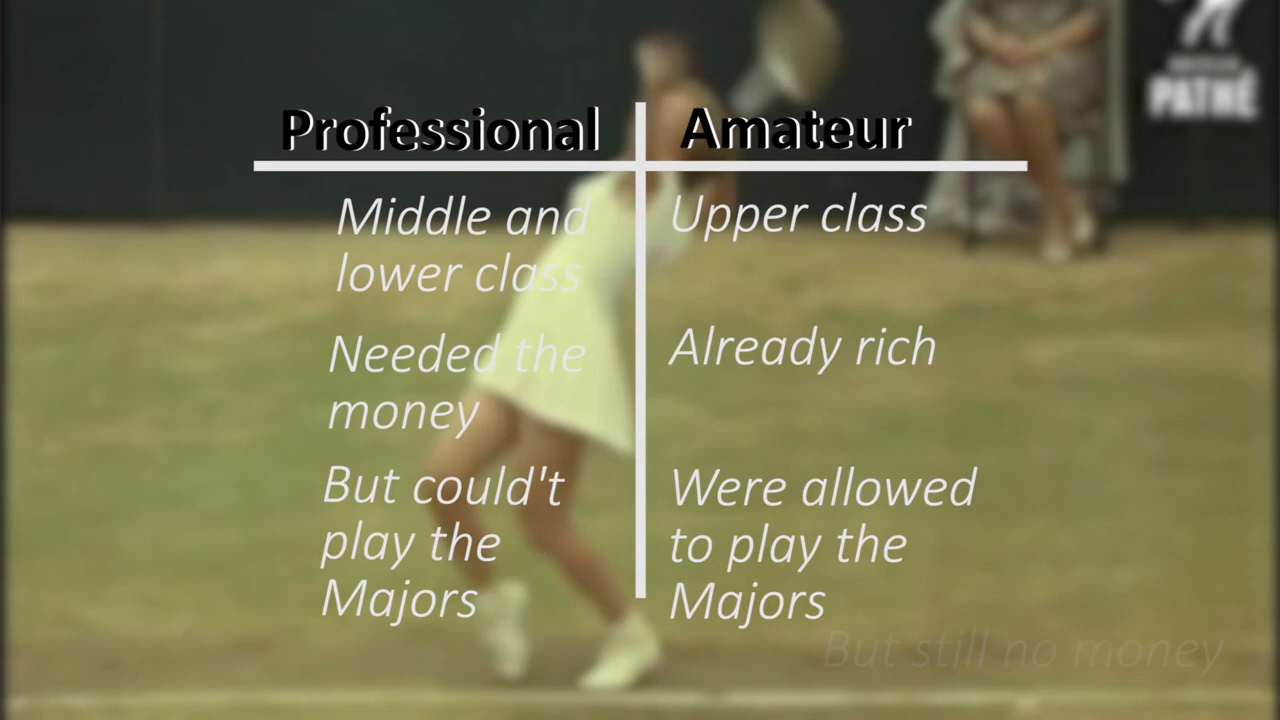 Professional
Amateur
Middle and
lower class
Upper class
Needed the
money
Already rich
But could't
play the
Majors
Were allowed
to play the
Majors
But still no money
PATHÉ